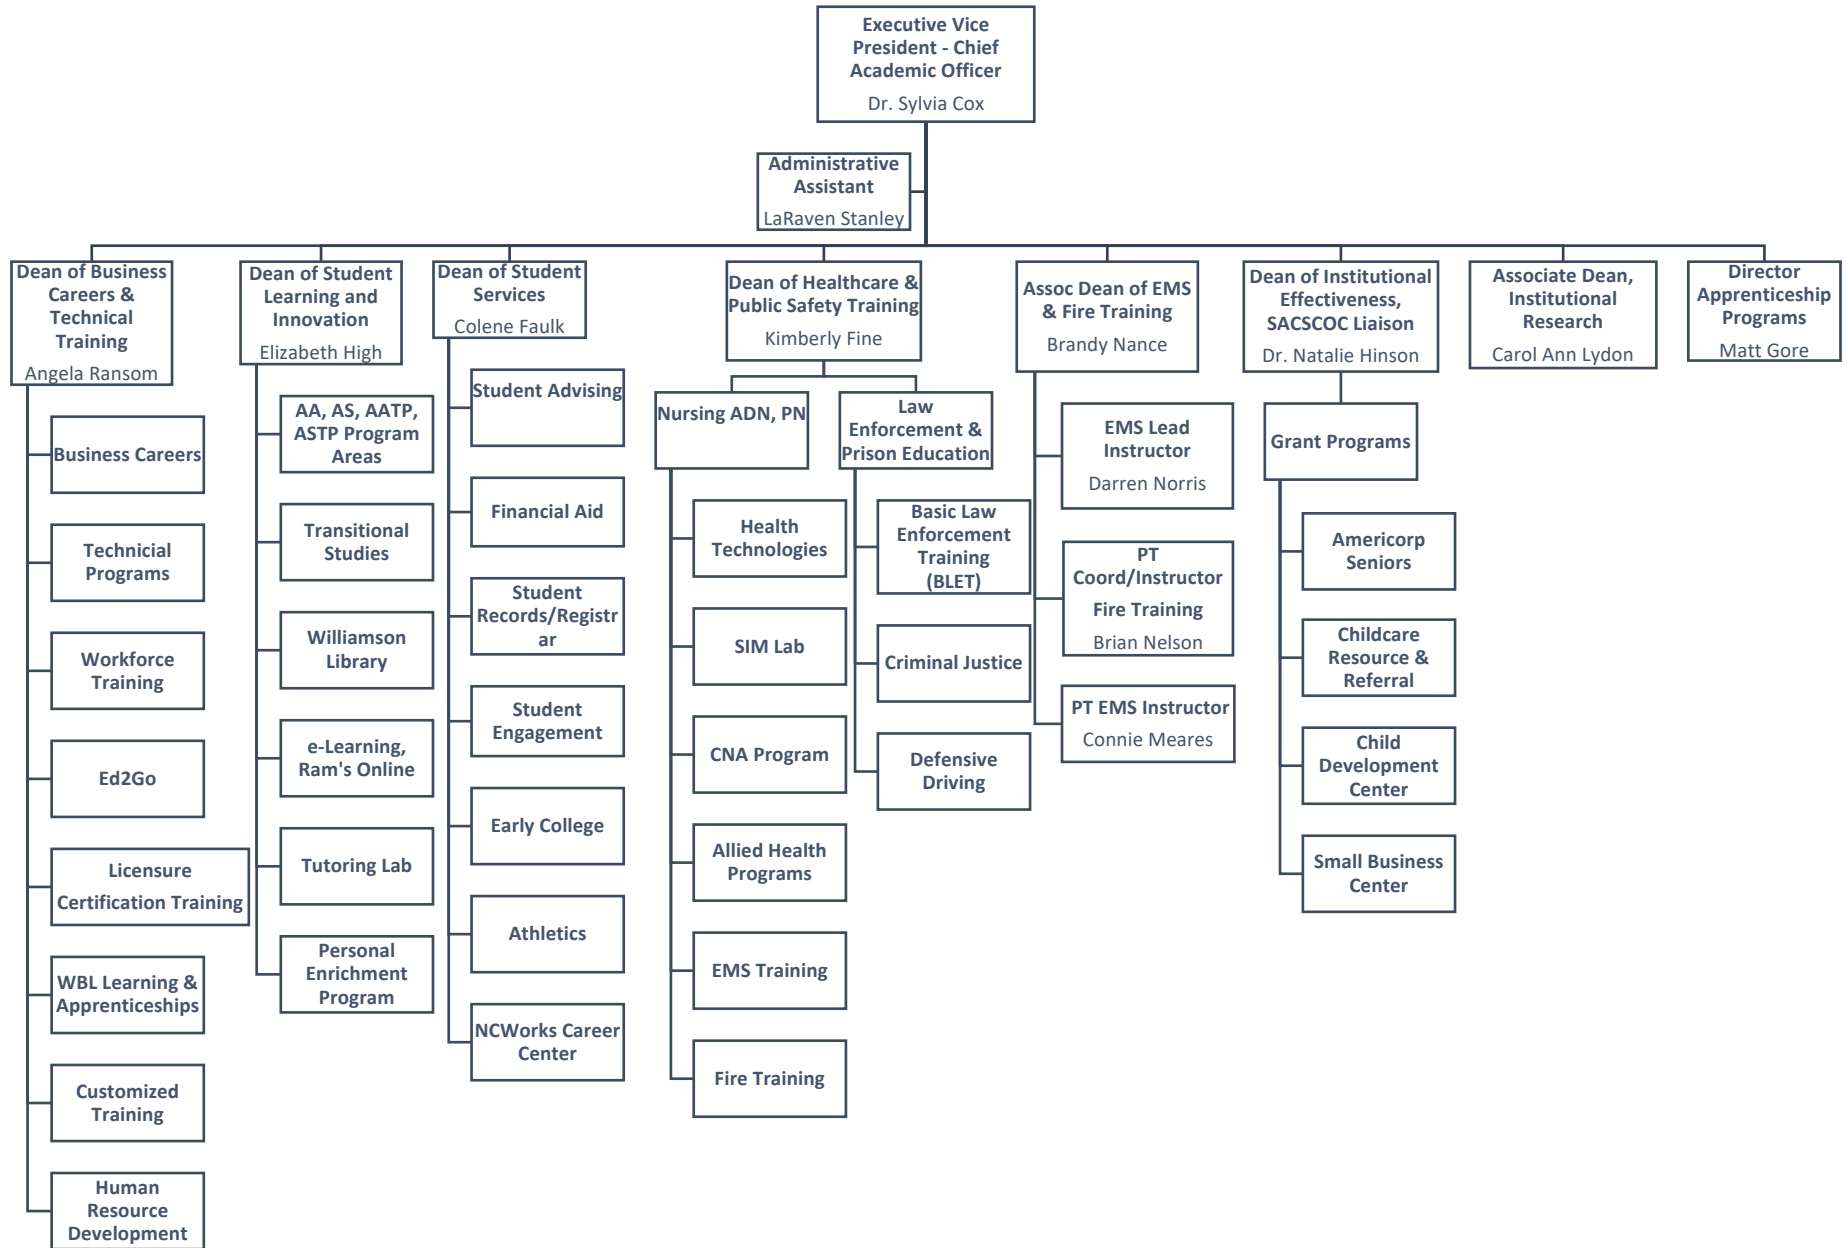 Executive Vice
President - Chief
Academic Officer
Dr. Sylvia Cox
Administrative
Assistant
LaRaven Stanley
Dean of Business
Careers &
Technical
Training
Angela Ransom
Business Careers
Technicial
Programs
Workforce
Training
Ed2Go
Licensure
Certification Training
WBL Learning &
Apprenticeships
Customized
Training
Human
Resource
Development
Dean of Student
Learning and
Innovation
Elizabeth High
AA, AS, AATP,
ASTP Program
Areas
Transitional
Studies
Williamson
Library
e-Learning,
Ram's Online
Tutoring Lab
Personal
Enrichment
Program
Dean of Student
Services
Colene Faulk
Student Advising
Financial Aid
Student
Records/Registr
ar
Student
Engagement
Early College
Athletics
NCWorks Career
Center
Dean of Healthcare &
Public Safety Training
Kimberly Fine
Nursing ADN, PN
Health
Technologies
SIM Lab
CNA Program
Allied Health
Programs
EMS Training
Fire Training
Law
Enforcement &
Prison Education
Basic Law
Enforcement
Training
(BLET)
Criminal Justice
Defensive
Driving
Assoc Dean of EMS
& Fire Training
Brandy Nance
EMS Lead
Instructor
Darren Norris
PT
Coord/Instructor
Fire Training
Brian Nelson
PT EMS Instructor
Connie Meares
Dean of Institutional
Effectiveness,
SACSCOC Liaison
Dr. Natalie Hinson
Grant Programs
Americorp
Seniors
Childcare
Resource &
Referral
Child
Development
Center
Small Business
Center
Associate Dean,
Institutional
Research
Carol Ann Lydon
Director
Apprenticeship
Programs
Matt Gore